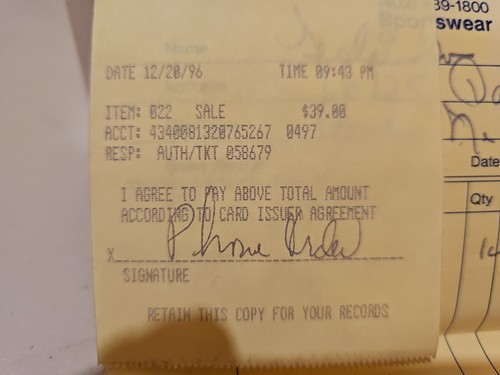 DATE 12/20/96 TIME 09:43 PM
ITEM: 022 SALE $39.00
ACCT: 4340081320765267 0497
RESP: AUTH/TKT 058679
I AGREE TO PAY ABOVE TOTAL AMOUNT
ACCORDING TO CARD ISSUER AGREEMENT
X Phone Order
SIGNATURE
RETAIN THIS COPY FOR YOUR RECORDS
39-1800
swear
Date
Qty
14